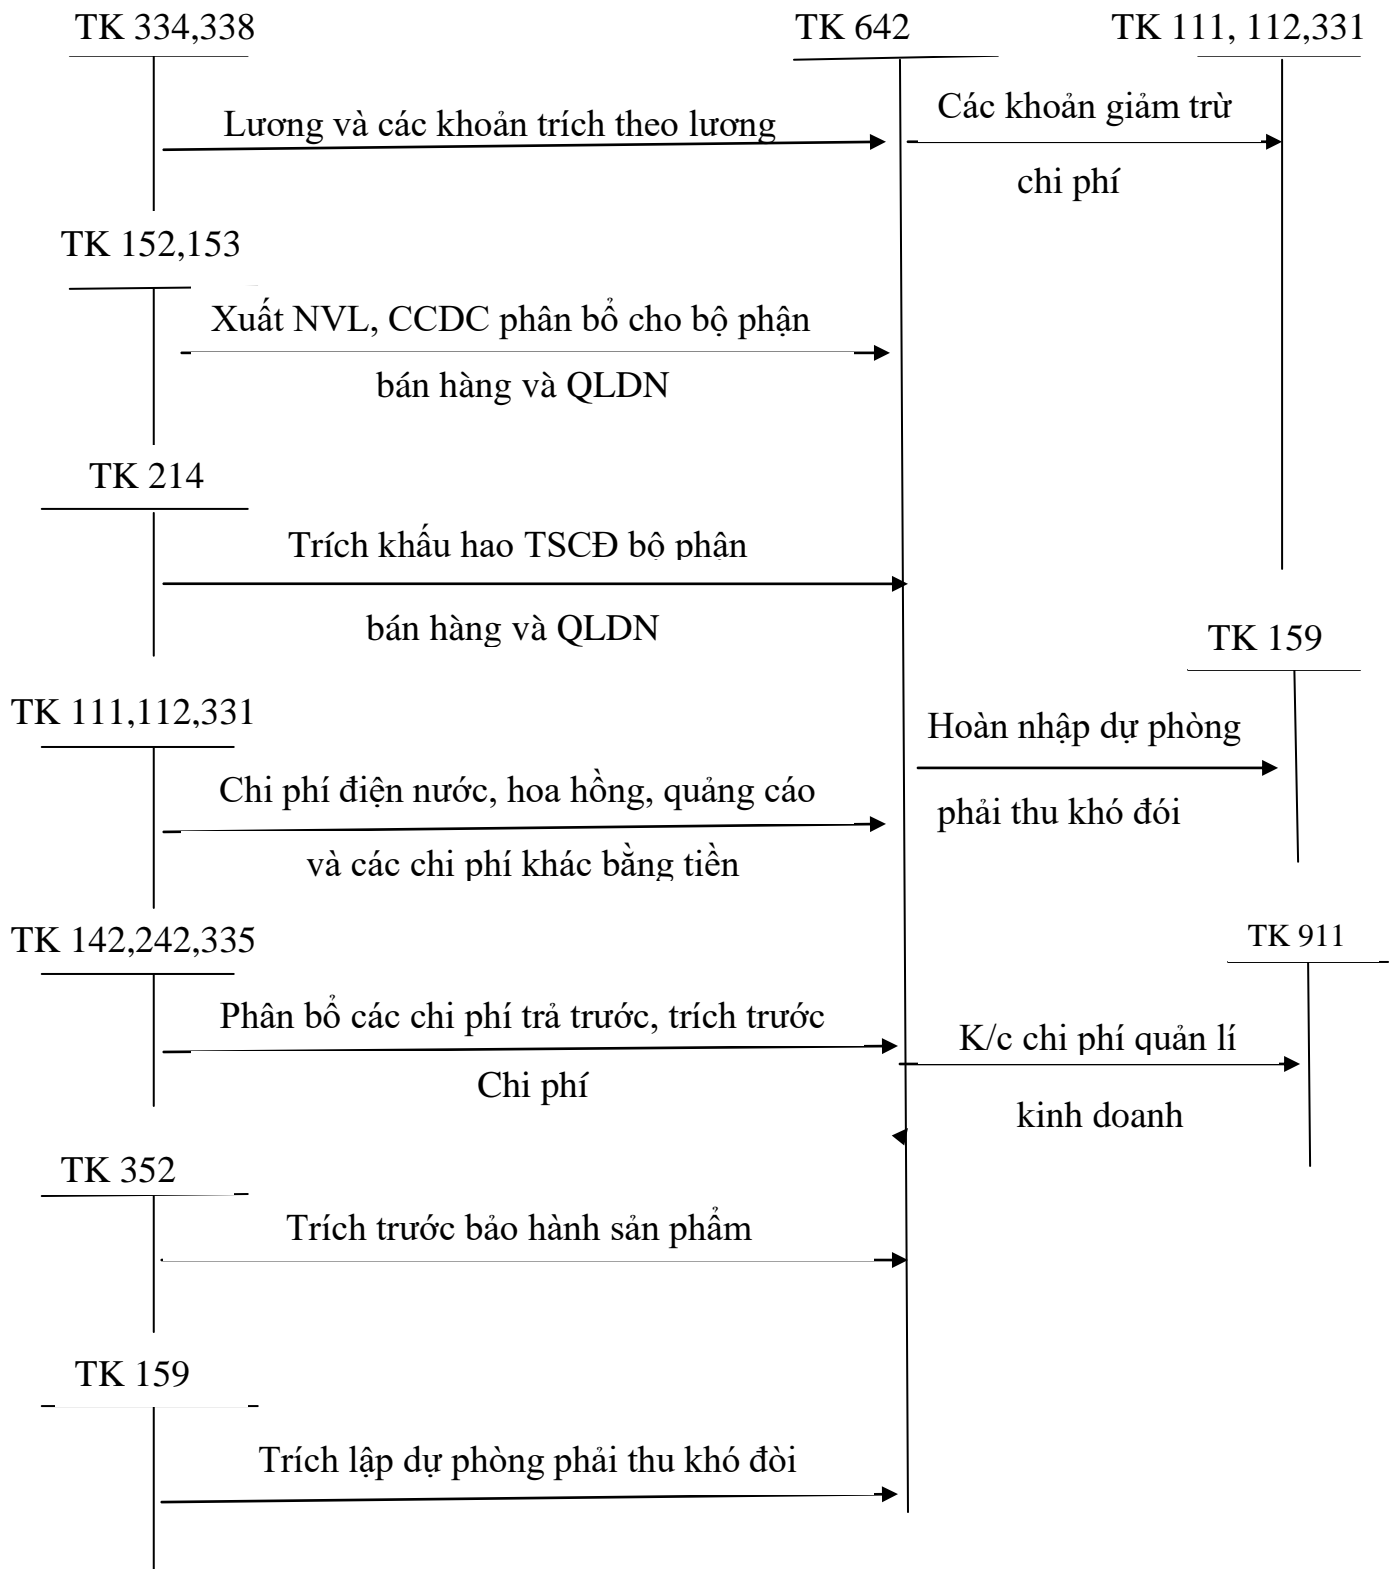 TK 334,338
TK 642
TK 111, 112,331
Các khoản giảm trừ
Lương và các khoản trích theo lương
chi phí
TK 152,153
Xuất NVL, CCDC phân bổ cho bộ phận
bán hàng và QLDN
TK 214
Trích khấu hao TSCĐ bộ phận
bán hàng và QLDN
TK 159
TK 111,112,331
Hoàn nhập dự phòng
Chi phí điện nước, hoa hồng, quảng cáo
phải thu khó đói
và các chi phí khác bằng tiền
TK 142,242,335
TK 911
Phân bổ các chi phí trả trước, trích trước
K/c chi phí quản lí
Chi phí
kinh doanh
TK 352
Trích trước bảo hành sản phẩm
TK 159
Trích lập dự phòng phải thu khó đòi